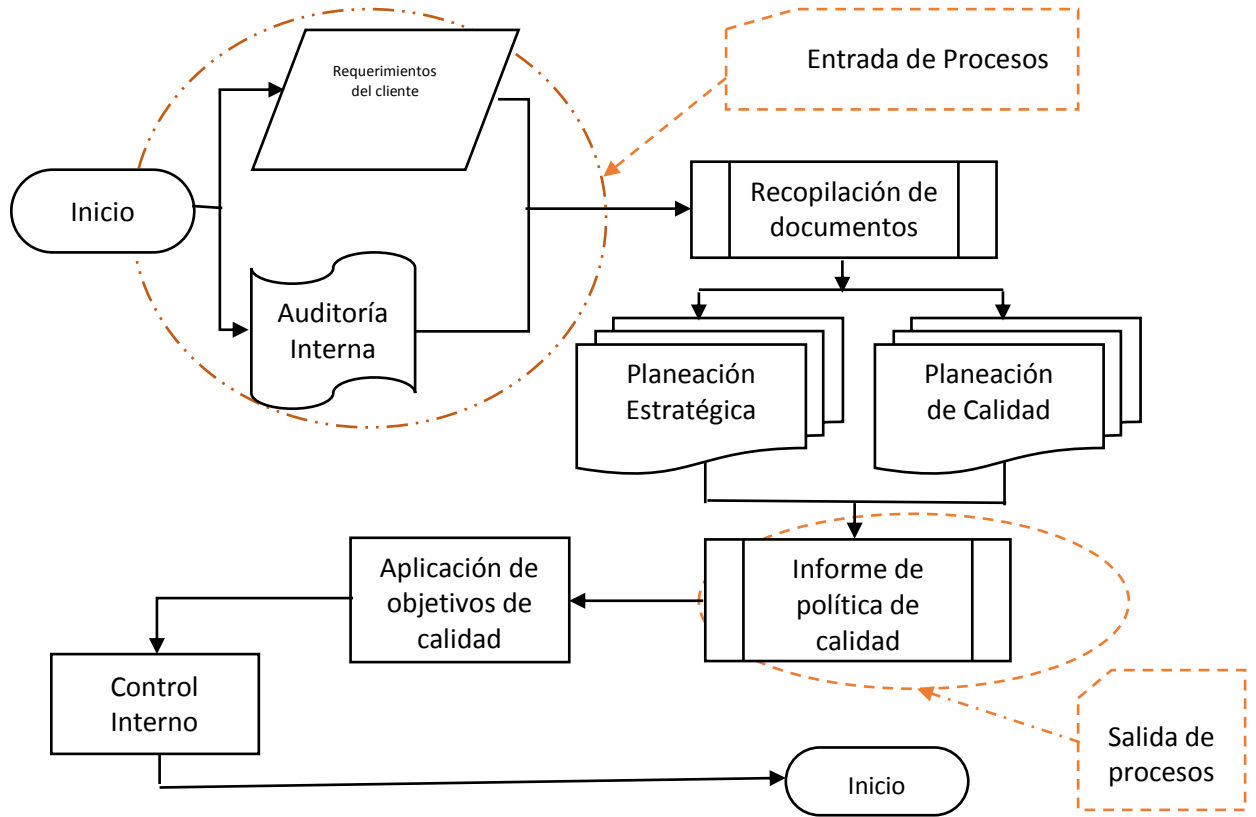 Requerimientos
del cliente
Entrada de Procesos
Inicio
Recopilación de
documentos
Auditoría
Interna
Planeación
Estratégica
Planeación
de Calidad
Aplicación de
objetivos de
calidad
Informe de
política de
calidad
Control
Interno
Salida de
procesos
Inicio